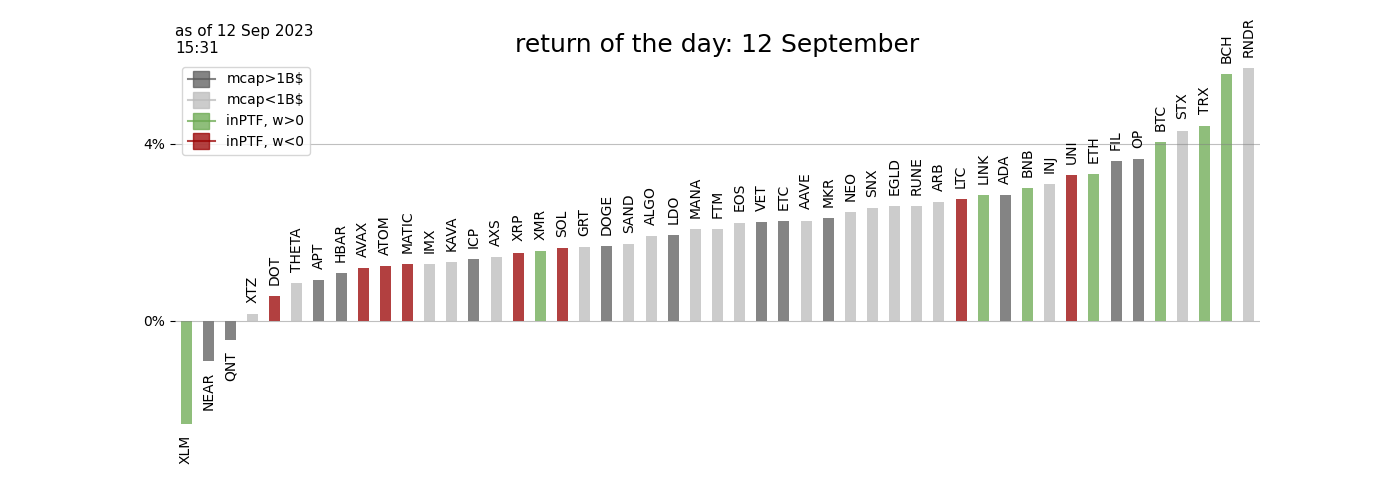 as of 12 Sep 2023
15:31
return of the day: 12 September
mcap>1B$
mcap<1B$
inPTF, w>0
inPTF, w<0
4%
0%
XLM
NEAR
QNT
XTZ
DOT
THETA
APT
HBAR
AVAX
ATOM
MATIC
IMX
KAVA
ICP
AXS
XRP
XMR
SOL
GRT
DOGE
SAND
ALGO
LDO
MANA
FTM
EOS
VET
ETC
AAVE
MKR
NEO
SNX
EGLD
RUNE
ARB
LTC
LINK
ADA
BNB
INJ
UNI
ETH
FIL
OP
BTC
STX
TRX
BCH
RNDR